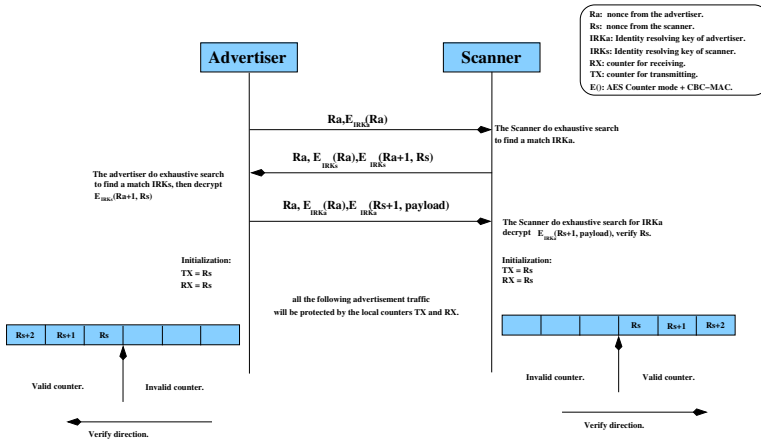 Ra: nonce from the advertiser.
Rs: nonce from the scanner.
IRKa: Identity resolving key of advertiser.
IRKs: Identity resolving key of scanner.
RX: counter for receiving.
TX: counter for transmitting.
E(): AES Counter mode + CBC−MAC.
Advertiser
Scanner
Ra,E_IRKa(Ra)
The Scanner do exhaustive search
to find a match IRKa.
Ra, E_IRKs(Ra),E_IRKs(Ra+1, Rs)
The advertiser do exhaustive search
to find a match IRKs, then decrypt
E_IRKs(Ra+1, Rs)
Ra, E_IRKa(Ra),E_IRKa(Rs+1, payload)
The Scanner do exhaustive search for IRKa
decrypt E_IRKa(Rs+1, payload), verify Rs.
Initialization:
TX = Rs
RX = Rs
Initialization:
TX = Rs
RX = Rs
all the following advertisement traffic
will be protected by the local counters TX and RX.
Rs+2 Rs+1 Rs
Rs Rs+1 Rs+2
Valid counter. Invalid counter.
Invalid counter. Valid counter.
Verify direction.
Verify direction.